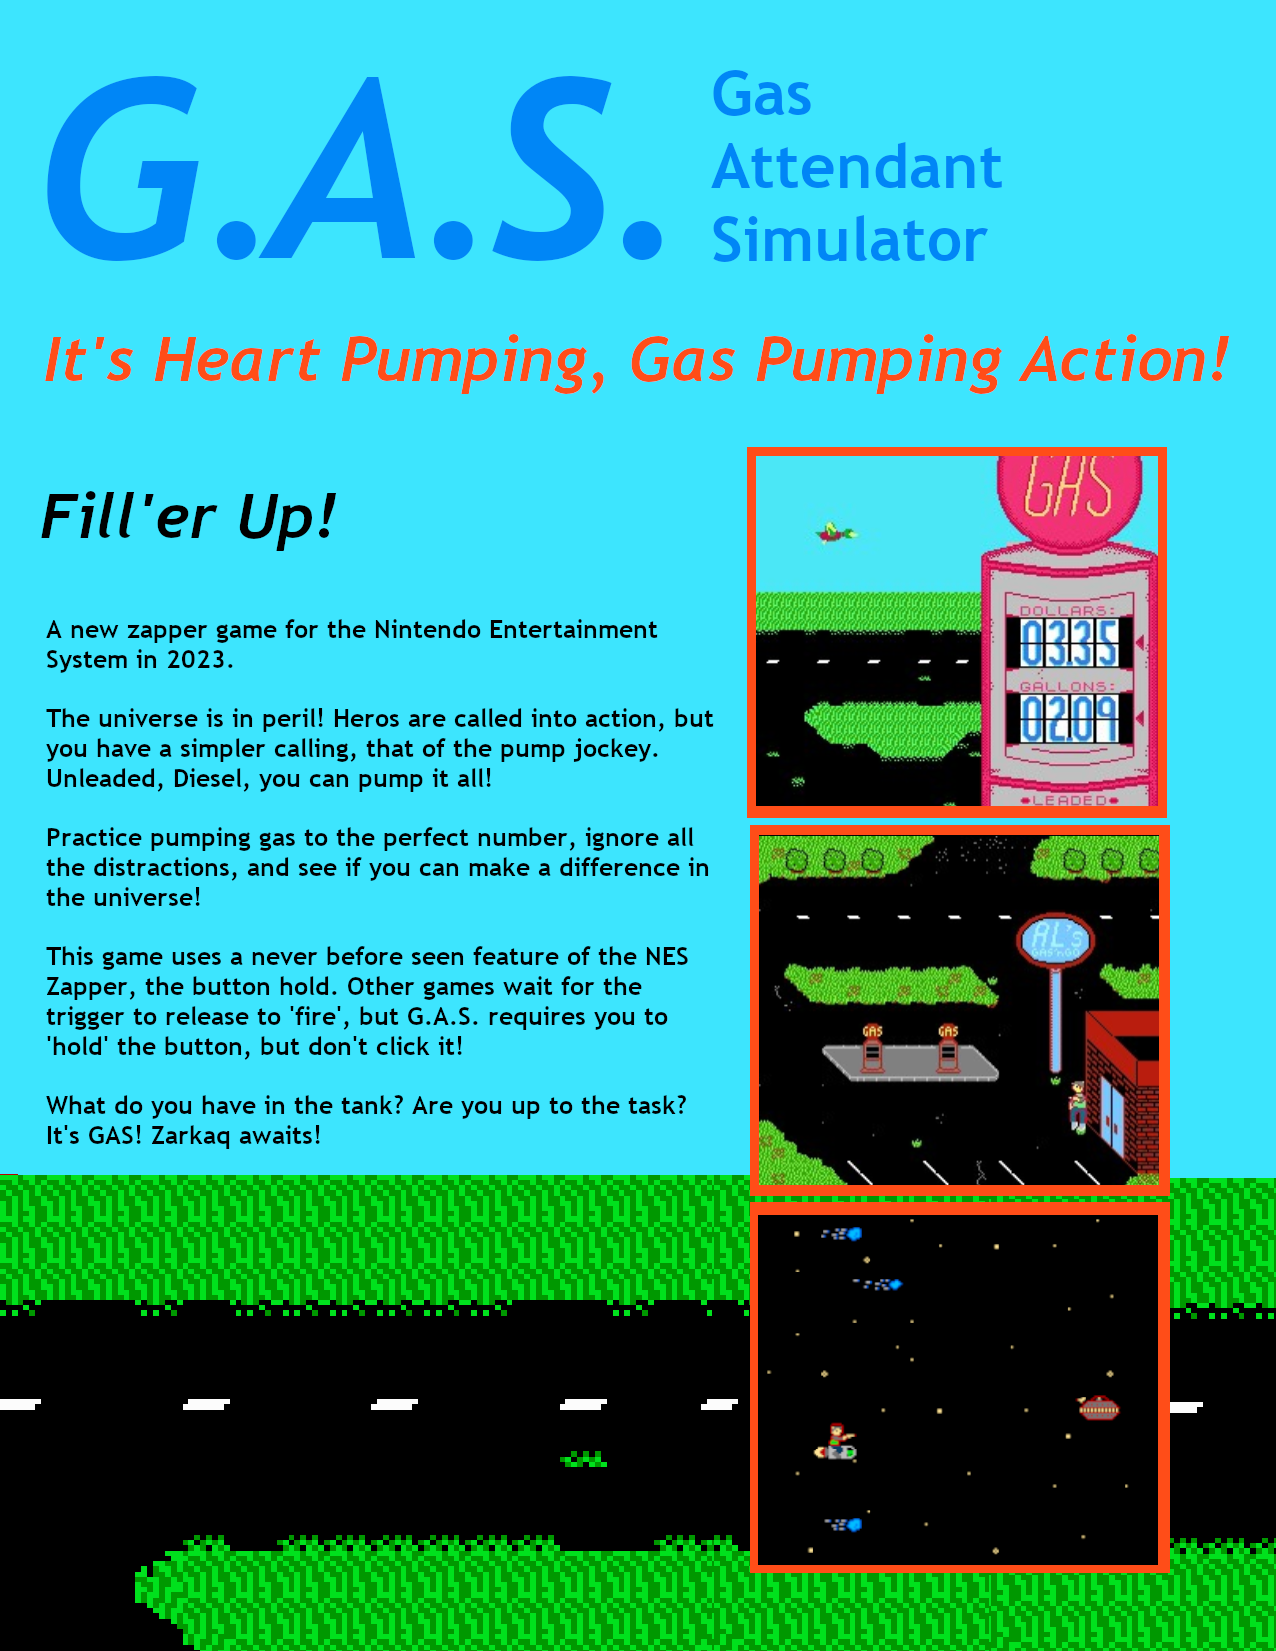 G.A.S.
Gas
Attendant
Simulator
It's Heart Pumping, Gas Pumping Action!
Fill'er Up!
A new zapper game for the Nintendo Entertainment
System in 2023.
The universe is in peril! Heros are called into action, but
you have a simpler calling, that of the pump jockey.
Unleaded, Diesel, you can pump it all!
Practice pumping gas to the perfect number, ignore all
the distractions, and see if you can make a difference in
the universe!
This game uses a never before seen feature of the NES
Zapper, the button hold. Other games wait for the
trigger to release to 'fire', but G.A.S. requires you to
'hold' the button, but don't click it!
What do you have in the tank? Are you up to the task?
It's GAS! Zarkaq awaits!
GAS
DOLLARS:
03.35
GALLONS:
02.09
LEADED
AL's
GAS'n GO
GAS GAS